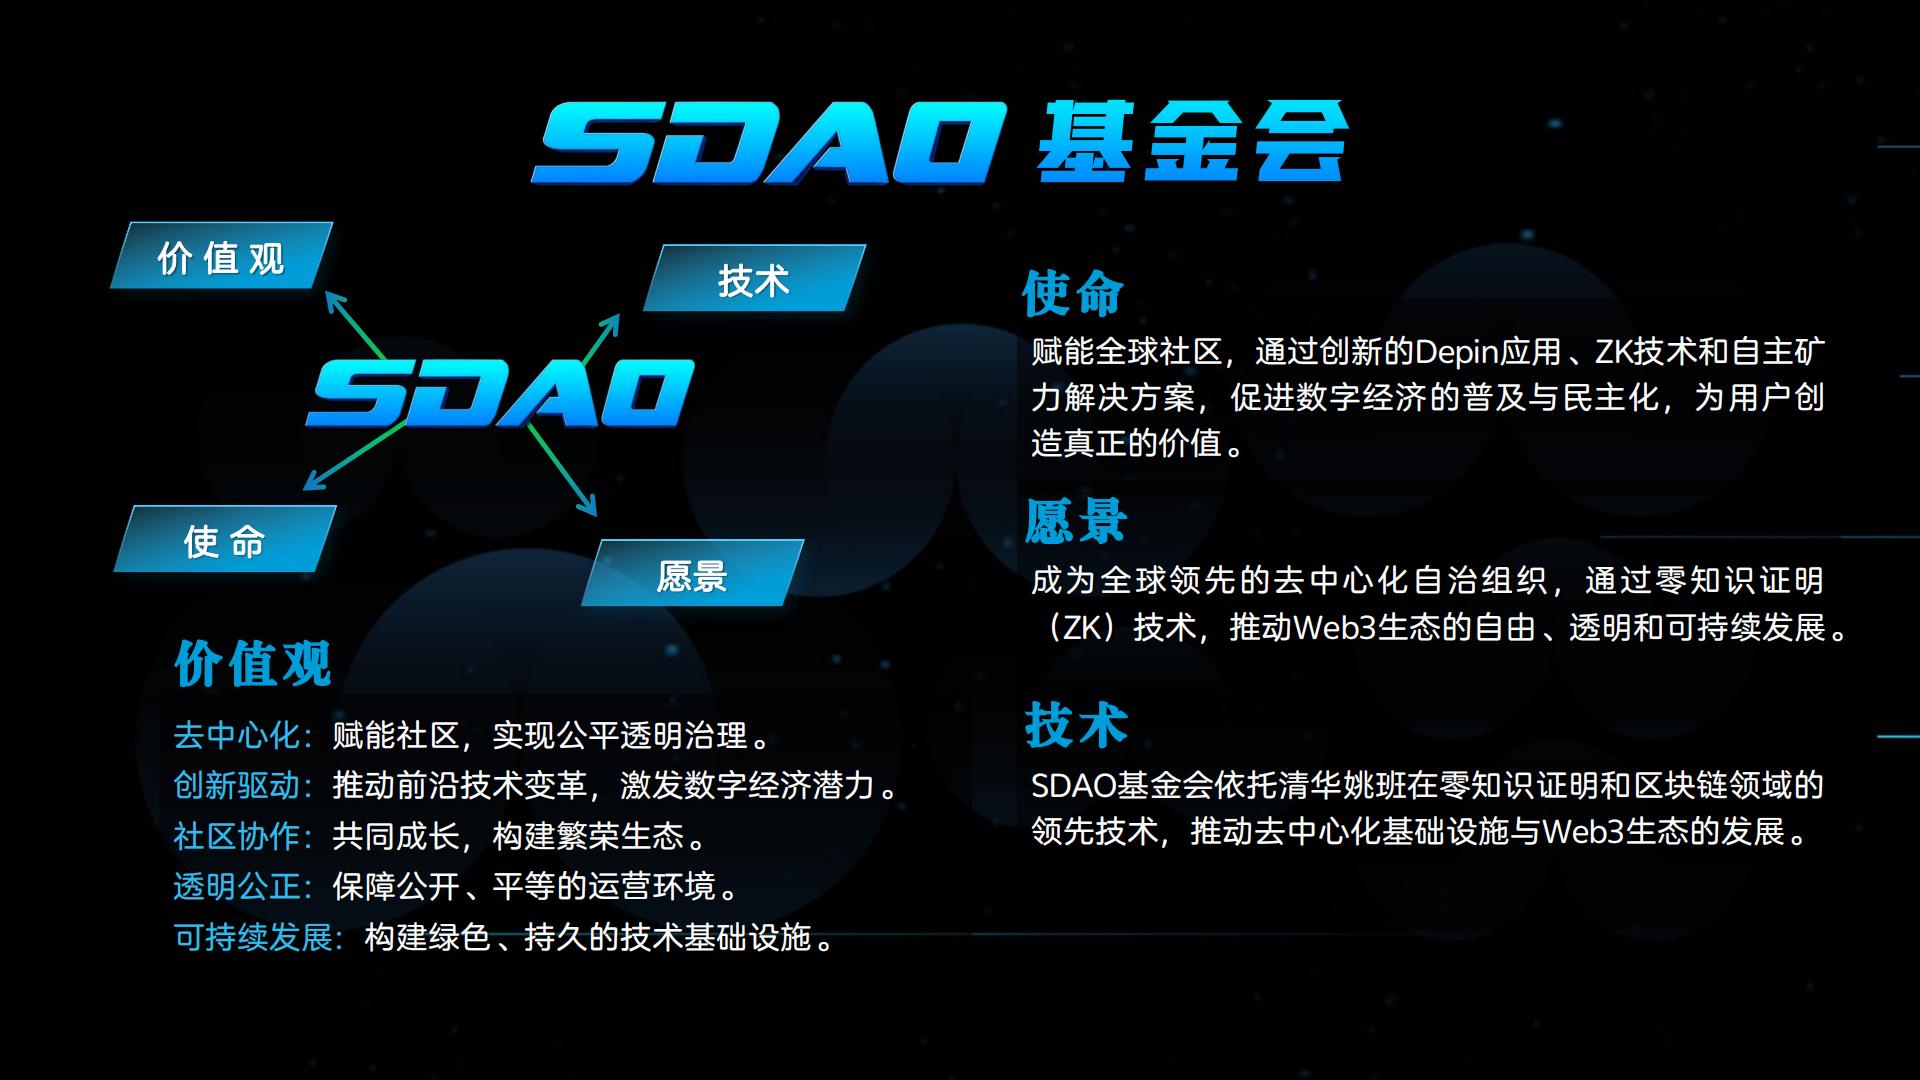 SDAO 基金会
价值观
技术
SDAO
使命
愿景
价值观
去中心化：赋能社区，实现公平透明治理。
创新驱动：推动前沿技术变革，激发数字经济潜力。
社区协作：共同成长，构建繁荣生态。
透明公正：保障公开、平等的运营环境。
可持续发展：构建绿色、持久的技术基础设施。
使命
赋能全球社区，通过创新的Depin应用、ZK技术和自主矿
力解决方案，促进数字经济的普及与民主化，为用户创
造真正的价值。
愿景
成为全球领先的去中心化自治组织，通过零知识证明
（ZK）技术，推动Web3生态的自由、透明和可持续发展。
技术
SDAO基金会依托清华姚班在零知识证明和区块链领域的
领先技术，推动去中心化基础设施与Web3生态的发展。